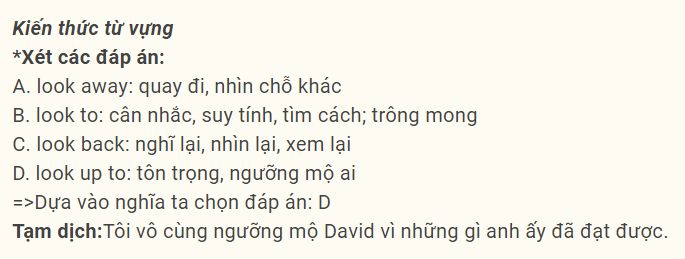 Kiến thức từ vựng
*Xét các đáp án:
A. look away: quay đi, nhìn chỗ khác
B. look to: cân nhắc, suy tính, tìm cách; trông mong
C. look back: nghĩ lại, nhìn lại, xem lại
D. look up to: tôn trọng, ngưỡng mộ ai
=>Dựa vào nghĩa ta chọn đáp án: D
Tạm dịch:Tôi vô cùng ngưỡng mộ David vì những gì anh ấy đã đạt được.